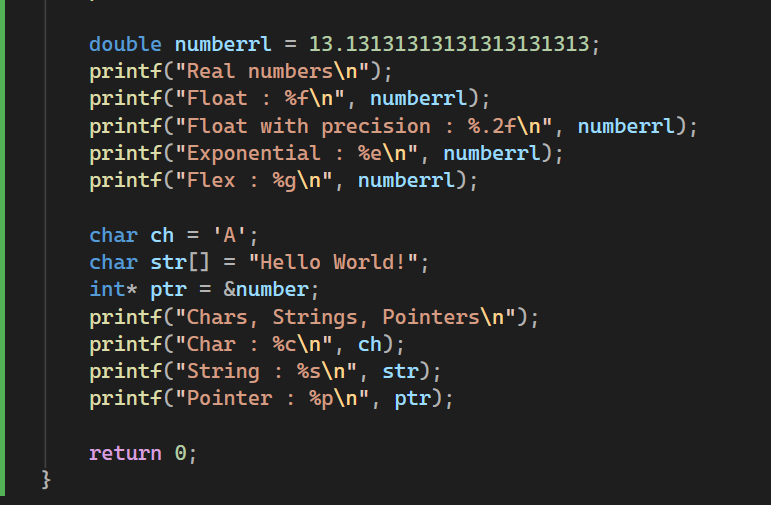 double numberrl = 13.13131313131313131313;
printf("Real numbers\n");
printf("Float : %f\n", numberrl);
printf("Float with precision : %.2f\n", numberrl);
printf("Exponential : %e\n", numberrl);
printf("Flex : %g\n", numberrl);
char ch = 'A';
char str[] = "Hello World!";
int* ptr = &number;
printf("Chars, Strings, Pointers\n");
printf("Char : %c\n", ch);
printf("String : %s\n", str);
printf("Pointer : %p\n", ptr);
return 0;
}